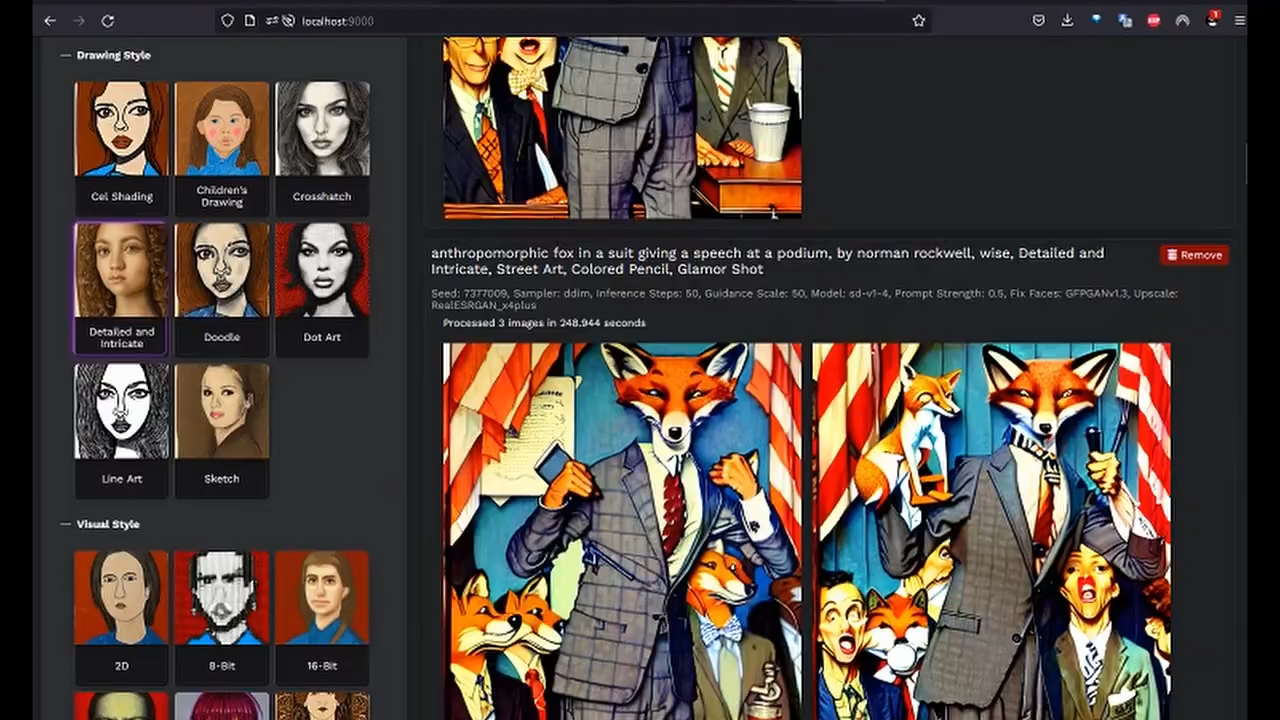 localhost:9000
1
Drawing Style
Cel Shading
Children's
Drawing
Crosshatch
Detailed and
Intricate
Doodle
Dot Art
Line Art
Sketch
Visual Style
2D
8-Bit
16-Bit
anthropomorphic fox in a suit giving a speech at a podium, by norman rockwell, wise, Detailed and
Intricate, Street Art, Colored Pencil, Glamor Shot
Remove
Seed: 7377009, Sampler: ddim, Inference Steps: 50, Guidance Scale: 50, Model: sd-v1-4, Prompt Strength: 0.5, Fix Faces: GFPGANv1.3, Upscale:
RealESRGAN_x4plus
Processed 3 images in 248.944 seconds